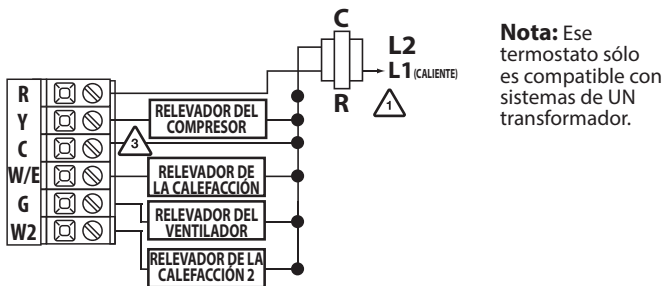 C
L2
L1 (CALIENTE)
R
1
Nota: Ese
termostato sólo
es compatible con
sistemas de UN
transformador.
R
Y
C
W/E
G
W2
3
RELEVADOR DEL
COMPRESOR
RELEVADOR DE
LA CALEFACCIÓN
RELEVADOR DEL
VENTILADOR
RELEVADOR DE LA
CALEFACCIÓN 2